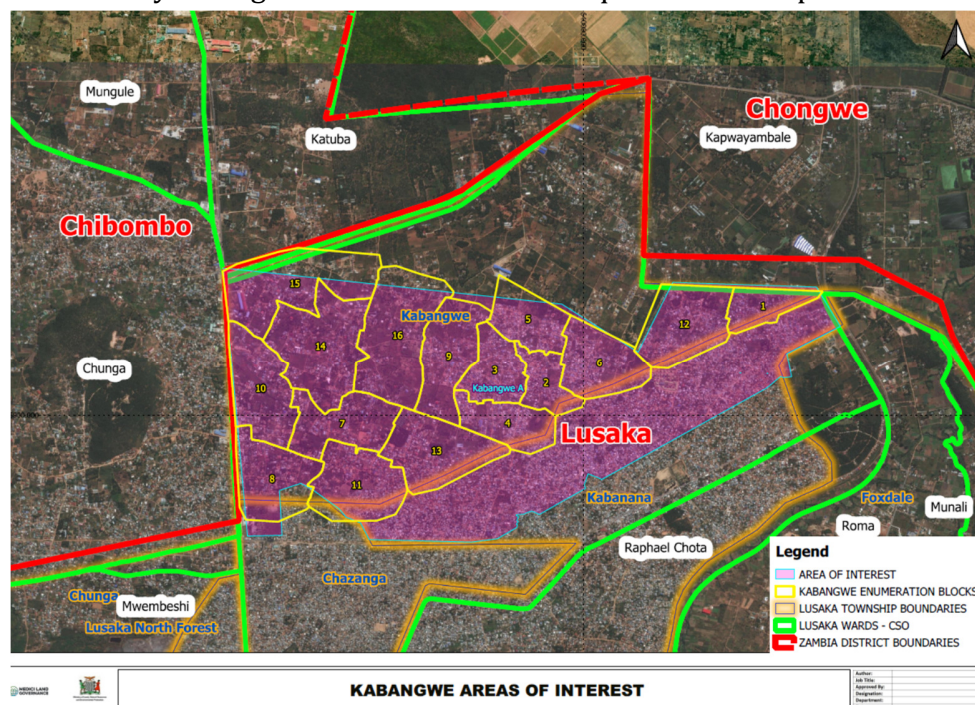 Mungule
Katuba
Chongwe
Kapwayambale
Chibombo
15
Kabangwe
5
1
14
16
12
9
Chunga
3
6
10
Kabangwe A
2
7
4
Lusaka
13
8
11
Kabanana
Foxdale
Munali
Roma
Raphael Chota
Chazanga
Chunga
Mwembeshi
Lusaka North Forest
Legend
AREA OF INTEREST
KABANGWE ENUMERATION BLOCKS
LUSAKA TOWNSHIP BOUNDARIES
LUSAKA WARDS - CSO
ZAMBIA DISTRICT BOUNDARIES
MEDICI LAND
GOVERNANCE
KABANGWE AREAS OF INTEREST
Author:
Job Title:
Approved By:
Designation:
Department: